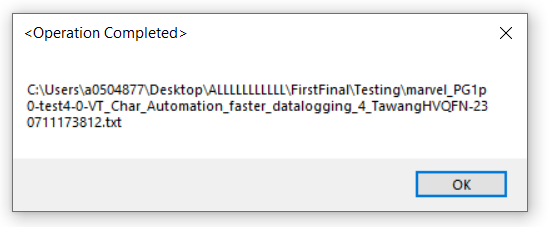 <Operation Completed>
C:\Users\a0504877\Desktop\ALLLLLLLLLLL\FirstFinal\Testing\marvel_PG1p
0-test4-0-VT_Char_Automation_faster_datalogging_4_TawangHVQFN-23
0711173812.txt
OK